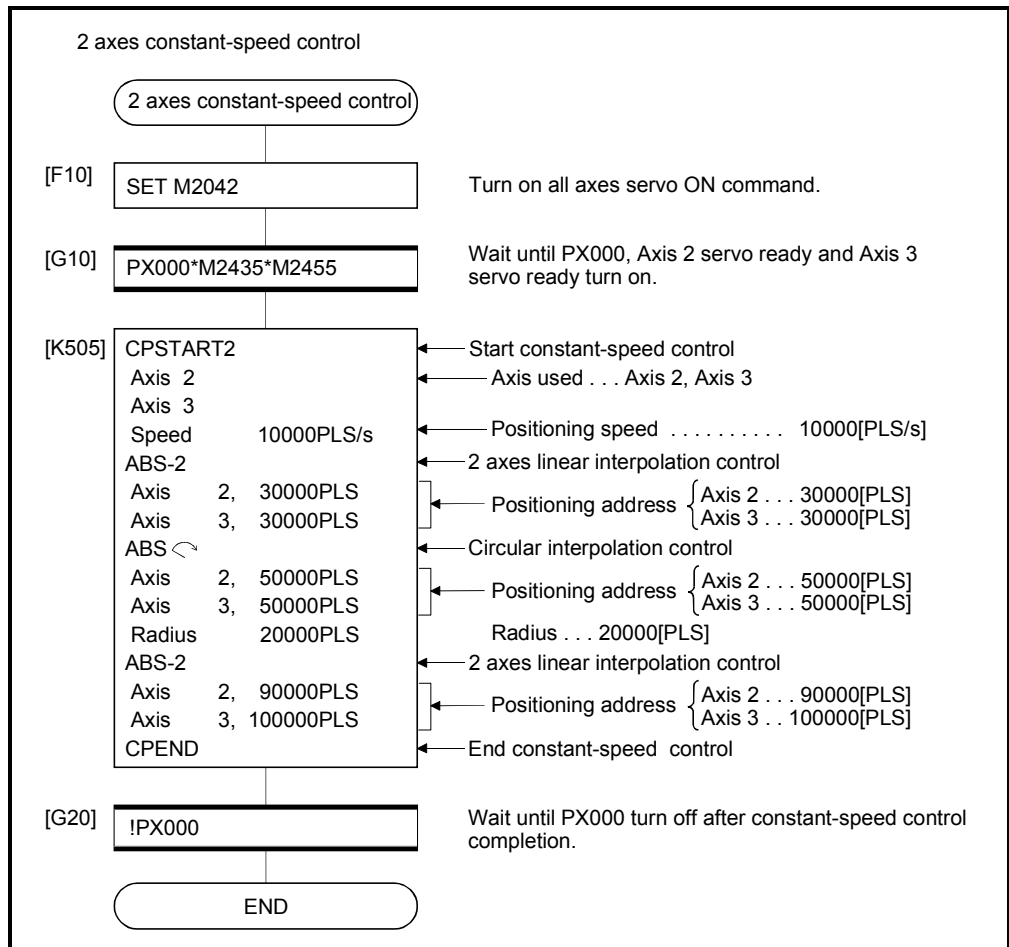 2 axes constant-speed control
2 axes constant-speed control
[F10]
SET M2042
Turn on all axes servo ON command.
[G10]
PX000*M2435*M2455
Wait until PX000, Axis 2 servo ready and Axis 3
servo ready turn on.
[K505]
CPSTART2
Start constant-speed control
Axis 2
Axis used . . . Axis 2, Axis 3
Axis 3
Speed 10000PLS/s
Positioning speed . . . . . . . . . . 10000[PLS/s]
ABS-2
2 axes linear interpolation control
Axis 2, 30000PLS
Axis 3, 30000PLS
Positioning address
Axis 2 . . . 30000[PLS]
Axis 3 . . . 30000[PLS]
ABS
Circular interpolation control
Axis 2, 50000PLS
Axis 3, 50000PLS
Positioning address
Axis 2 . . . 50000[PLS]
Axis 3 . . . 50000[PLS]
Radius 20000PLS
Radius . . . 20000[PLS]
ABS-2
2 axes linear interpolation control
Axis 2, 90000PLS
Axis 3, 100000PLS
Positioning address
Axis 2 . . . 90000[PLS]
Axis 3 . . 100000[PLS]
CPEND
End constant-speed control
[G20]
!PX000
Wait until PX000 turn off after constant-speed control
completion.
END